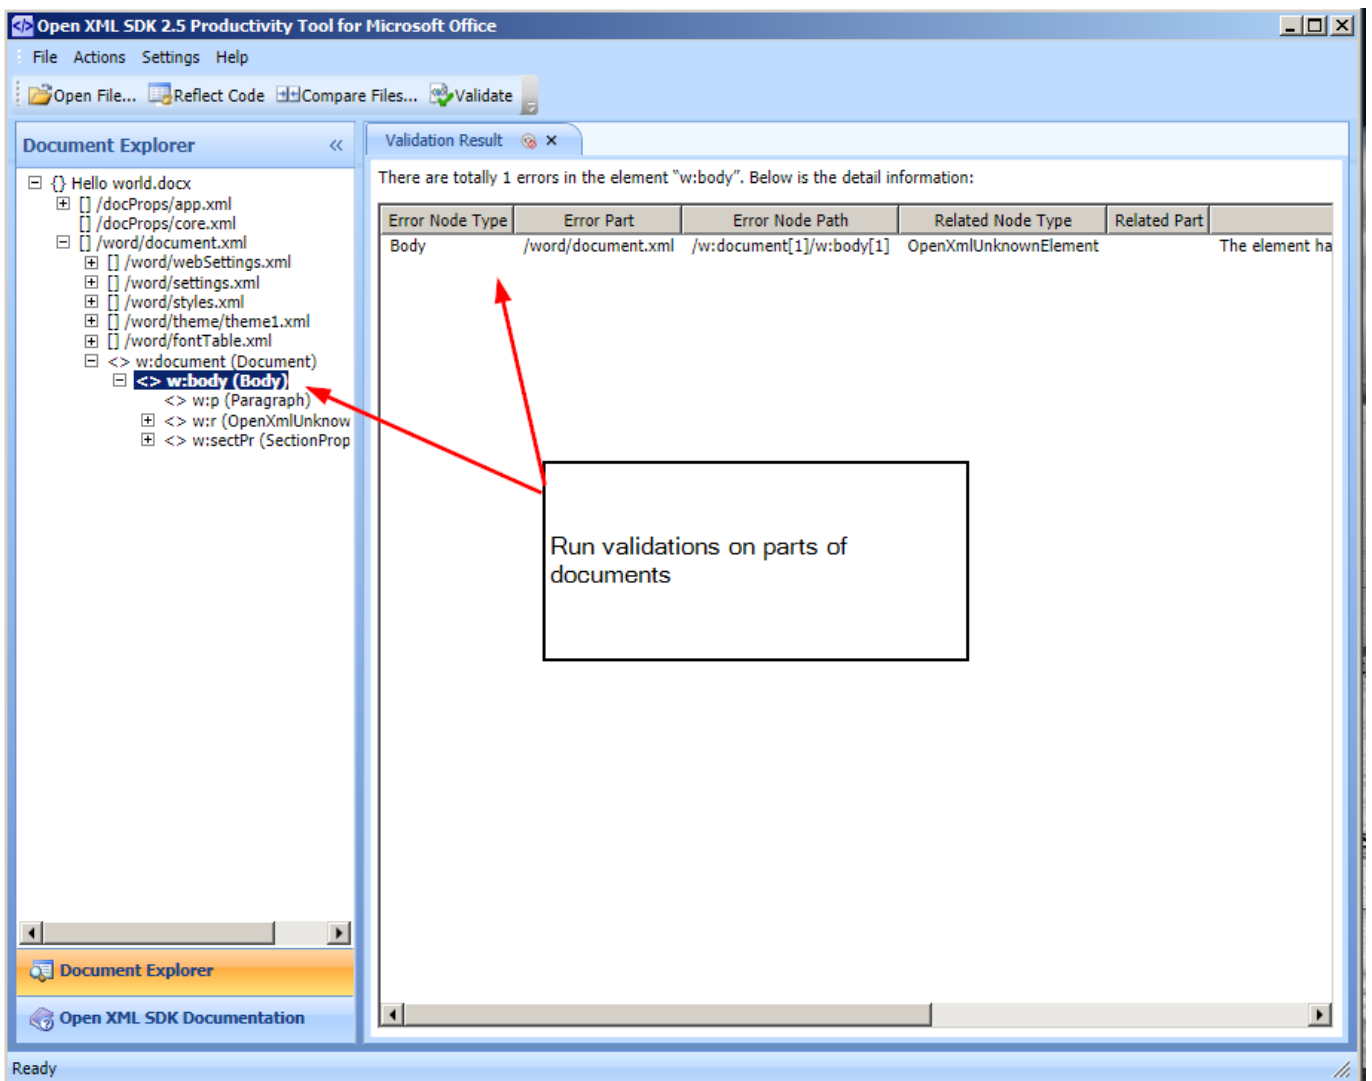 Open XML SDK 2.5 Productivity Tool for Microsoft Office
File Actions Settings Help
Open File... Reflect Code Compare Files... Validate
Document Explorer «
{} Hello world.docx
[] /docProps/app.xml
[] /docProps/core.xml
[] /word/document.xml
[] /word/webSettings.xml
[] /word/settings.xml
[] /word/styles.xml
[] /word/theme/theme1.xml
[] /word/fontTable.xml
<> w:document (Document)
<> w:body (Body)
<> w:p (Paragraph)
<> w:r (OpenXmlUnknow
<> w:sectPr (SectionProp
Document Explorer
Open XML SDK Documentation
Validation Result
There are totally 1 errors in the element "w:body". Below is the detail information:
Error Node Type Error Part Error Node Path Related Node Type Related Part
Body /word/document.xml /w:document[1]/w:body[1] OpenXmlUnknownElement The element ha
Run validations on parts of
documents
Ready